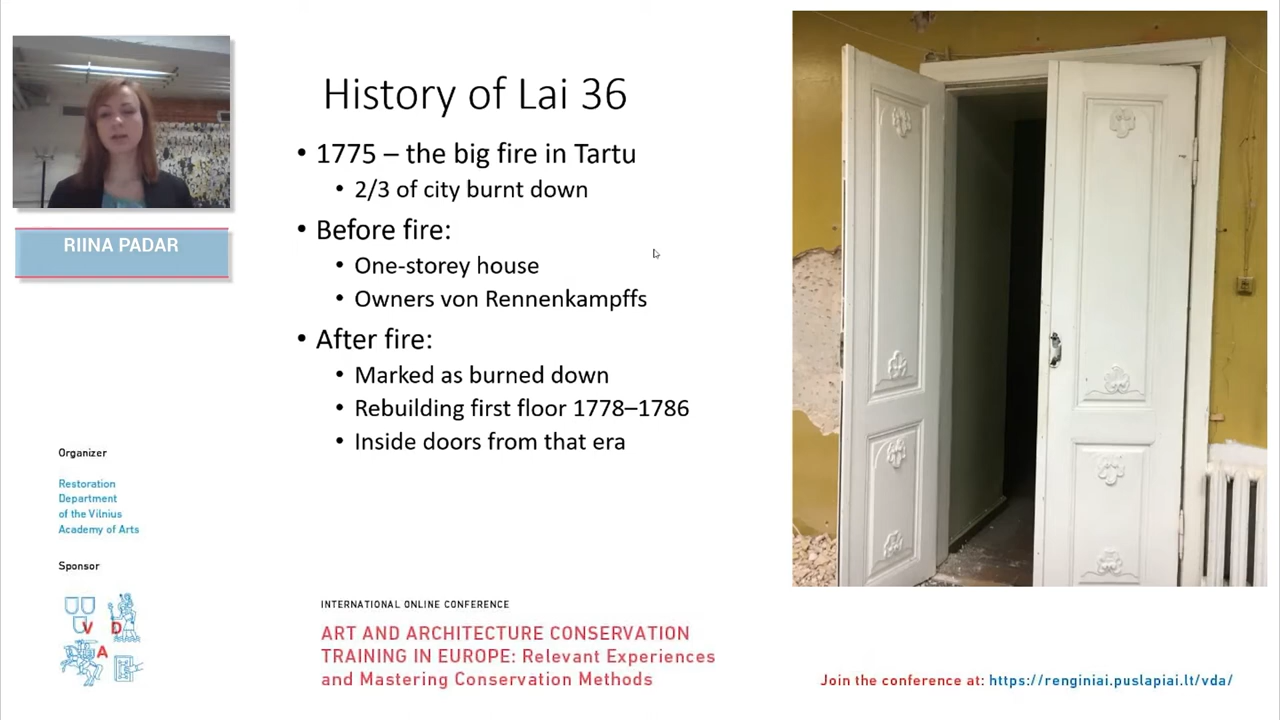 RIINA PADAR
History of Lai 36
• 1775 – the big fire in Tartu
• 2/3 of city burnt down
• Before fire:
• One-storey house
• Owners von Rennenkampffs
• After fire:
• Marked as burned down
• Rebuilding first floor 1778–1786
• Inside doors from that era
Organizer
Restoration
Department
of the Vilnius
Academy of Arts
Sponsor
V D
A
INTERNATIONAL ONLINE CONFERENCE
ART AND ARCHITECTURE CONSERVATION
TRAINING IN EUROPE: Relevant Experiences
and Mastering Conservation Methods
Join the conference at: https://renginiai.puslapiai.lt/vda/